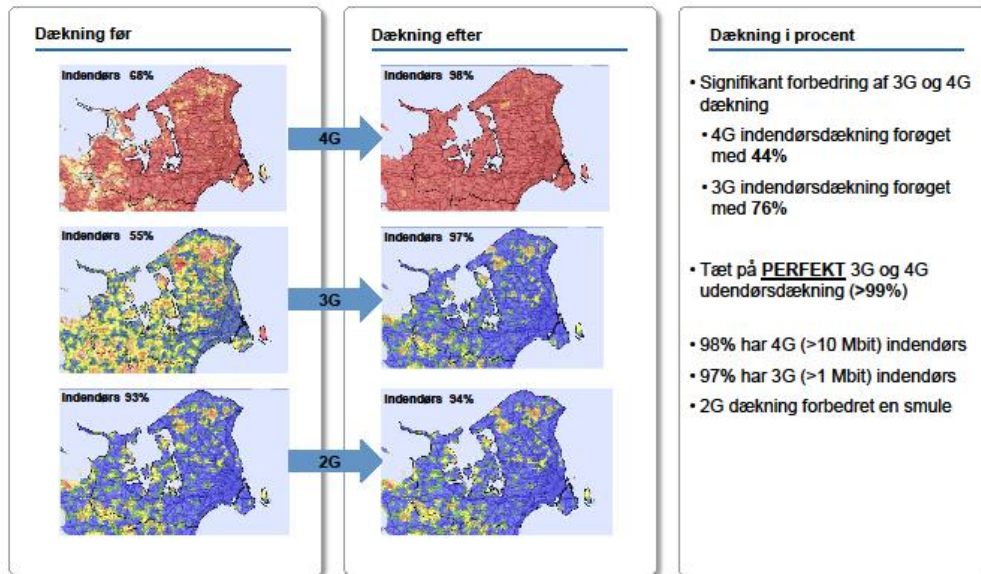 Dækning før
Indendørs 68%
Indendørs 55%
Indendørs 93%
4G
3G
2G
Dækning efter
Indendørs 98%
Indendørs 97%
Indendørs 94%
Dækning i procent
• Signifikant forbedring af 3G og 4G
dækning
• 4G indendørsdækning forøget
med 44%
• 3G indendørsdækning forøget
med 76%
• Tæt på PERFEKT 3G og 4G
udendørsdækning (>99%)
• 98% har 4G (>10 Mbit) indendørs
• 97% har 3G (>1 Mbit) indendørs
• 2G dækning forbedret en smule